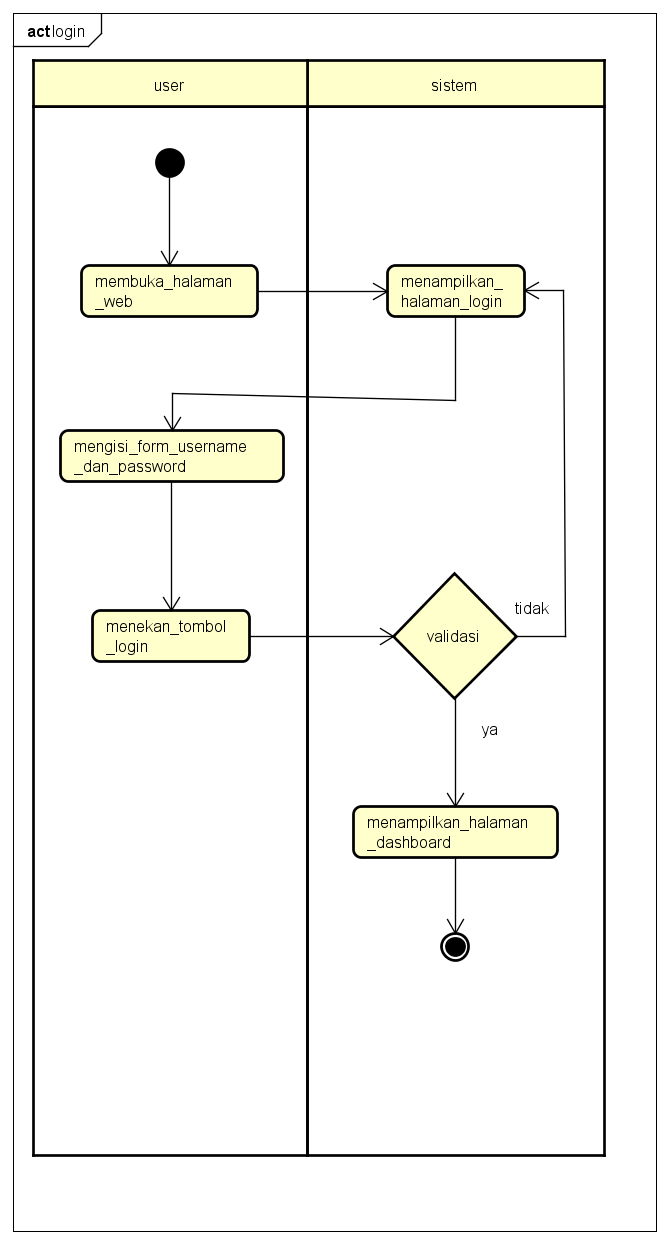 act login
user
sistem
membuka_halaman
_web
menampilkan_
halaman_login
mengisi_form_username
_dan_password
menekan_tombol
_login
validasi
tidak
ya
menampilkan_halaman
_dashboard